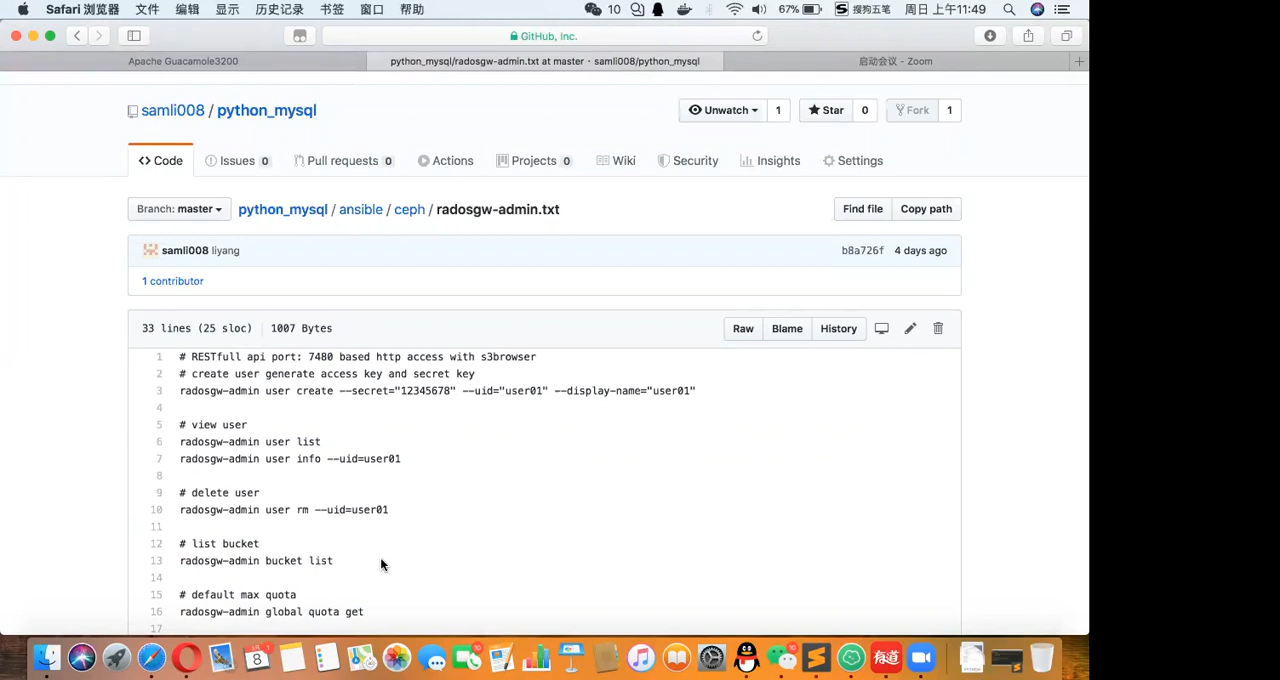 Safari 浏览器 文件 编辑 显示 历史记录 书签 窗口 帮助 10 67% 搜狗五笔 周日 上午11:49
GitHub, Inc.
Apache Guacamole3200 python_mysql/radosgw-admin.txt at master · samli008/python_mysql 启动会议 - Zoom
samli008 / python_mysql Unwatch 1 Star 0 Fork 1
Code Issues 0 Pull requests 0 Actions Projects 0 Wiki Security Insights Settings
Branch: master python_mysql / ansible / ceph / radosgw-admin.txt Find file Copy path
samli008 liyang b8a726f 4 days ago
1 contributor
33 lines (25 sloc) 1007 Bytes Raw Blame History
1 # RESTfull api port: 7480 based http access with s3browser
2 # create user generate access key and secret key
3 radosgw-admin user create --secret="12345678" --uid="user01" --display-name="user01"
4
5 # view user
6 radosgw-admin user list
7 radosgw-admin user info --uid=user01
8
9 # delete user
10 radosgw-admin user rm --uid=user01
11
12 # list bucket
13 radosgw-admin bucket list
14
15 # default max quota
16 radosgw-admin global quota get
17
8
有道